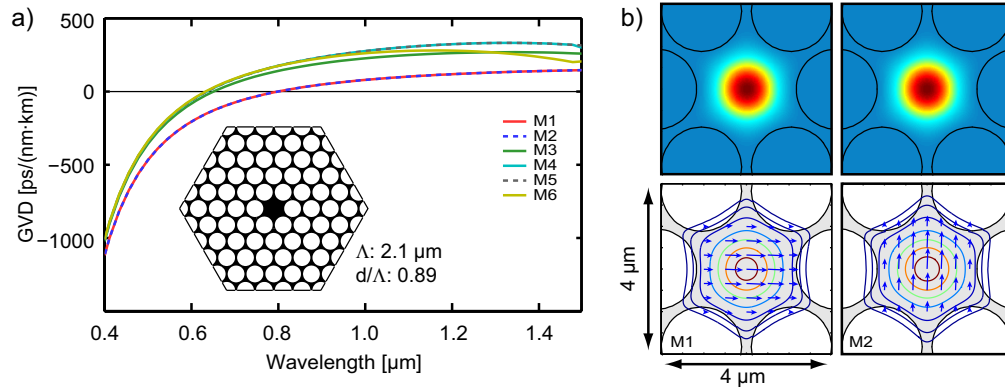 a)
500
0
−500
−1000
GVD [ps/(nm·km)]
M1
M2
M3
M4
M5
M6
Λ: 2.1 µm
d/Λ: 0.89
0.4 0.6 0.8 1.0 1.2 1.4
Wavelength [µm]
b)
4 µm
M1
M2
4 µm